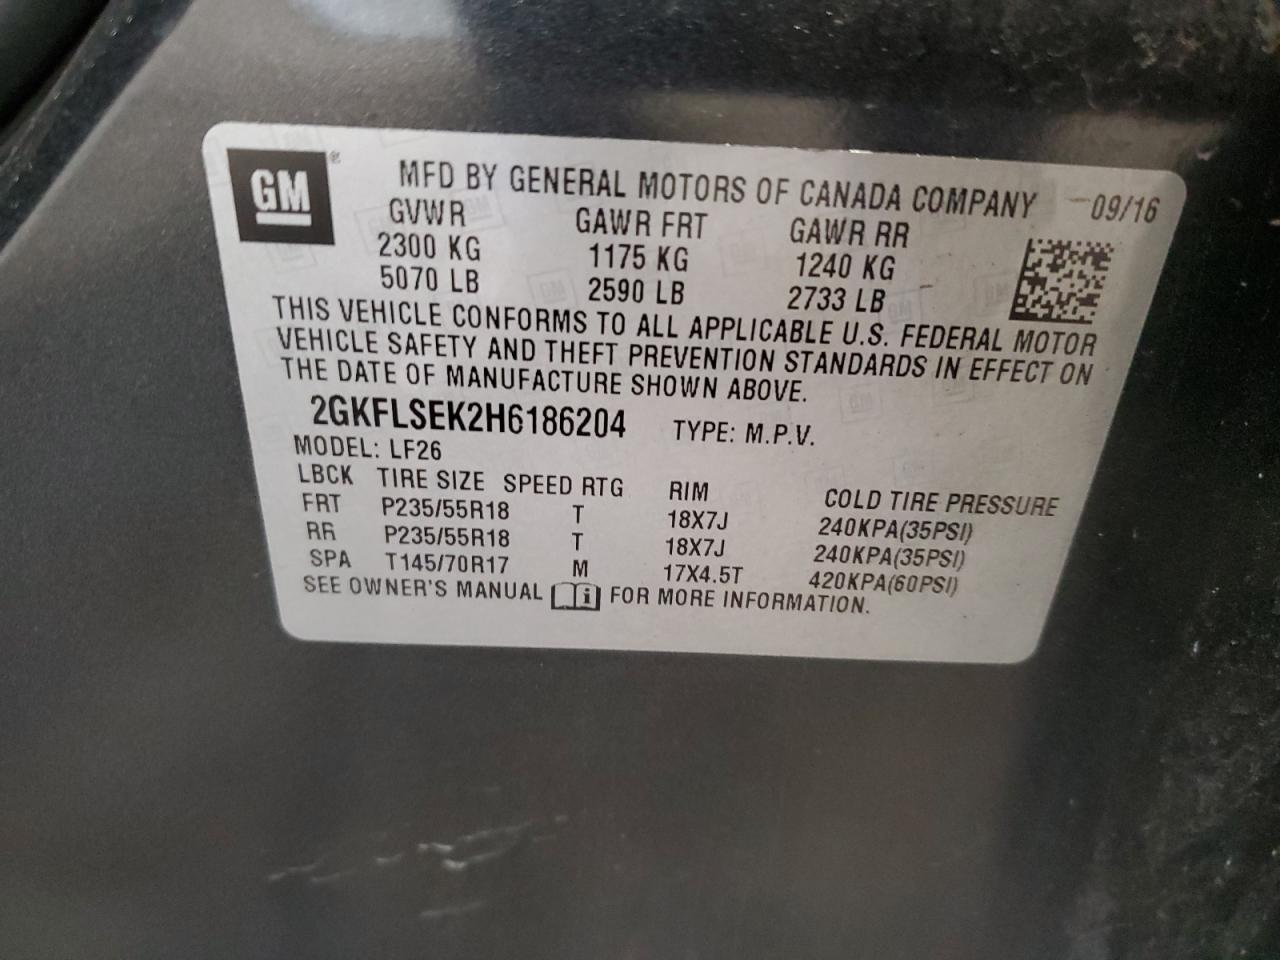 GM ® MFD BY GENERAL MOTORS OF CANADA COMPANY 09/16
GVWR GAWR FRT GAWR RR
2300 KG 1175 KG 1240 KG
5070 LB 2590 LB 2733 LB
THIS VEHICLE CONFORMS TO ALL APPLICABLE U.S. FEDERAL MOTOR
VEHICLE SAFETY AND THEFT PREVENTION STANDARDS IN EFFECT ON
THE DATE OF MANUFACTURE SHOWN ABOVE.
2GKFLSEK2H6186204 TYPE: M.P.V.
MODEL: LF26
LBCK TIRE SIZE SPEED RTG RIM COLD TIRE PRESSURE
FRT P235/55R18 T 18X7J 240KPA(35PSI)
RR P235/55R18 T 18X7J 240KPA(35PSI)
SPA T145/70R17 M 17X4.5T 420KPA(60PSI)
SEE OWNER'S MANUAL i FOR MORE INFORMATION.